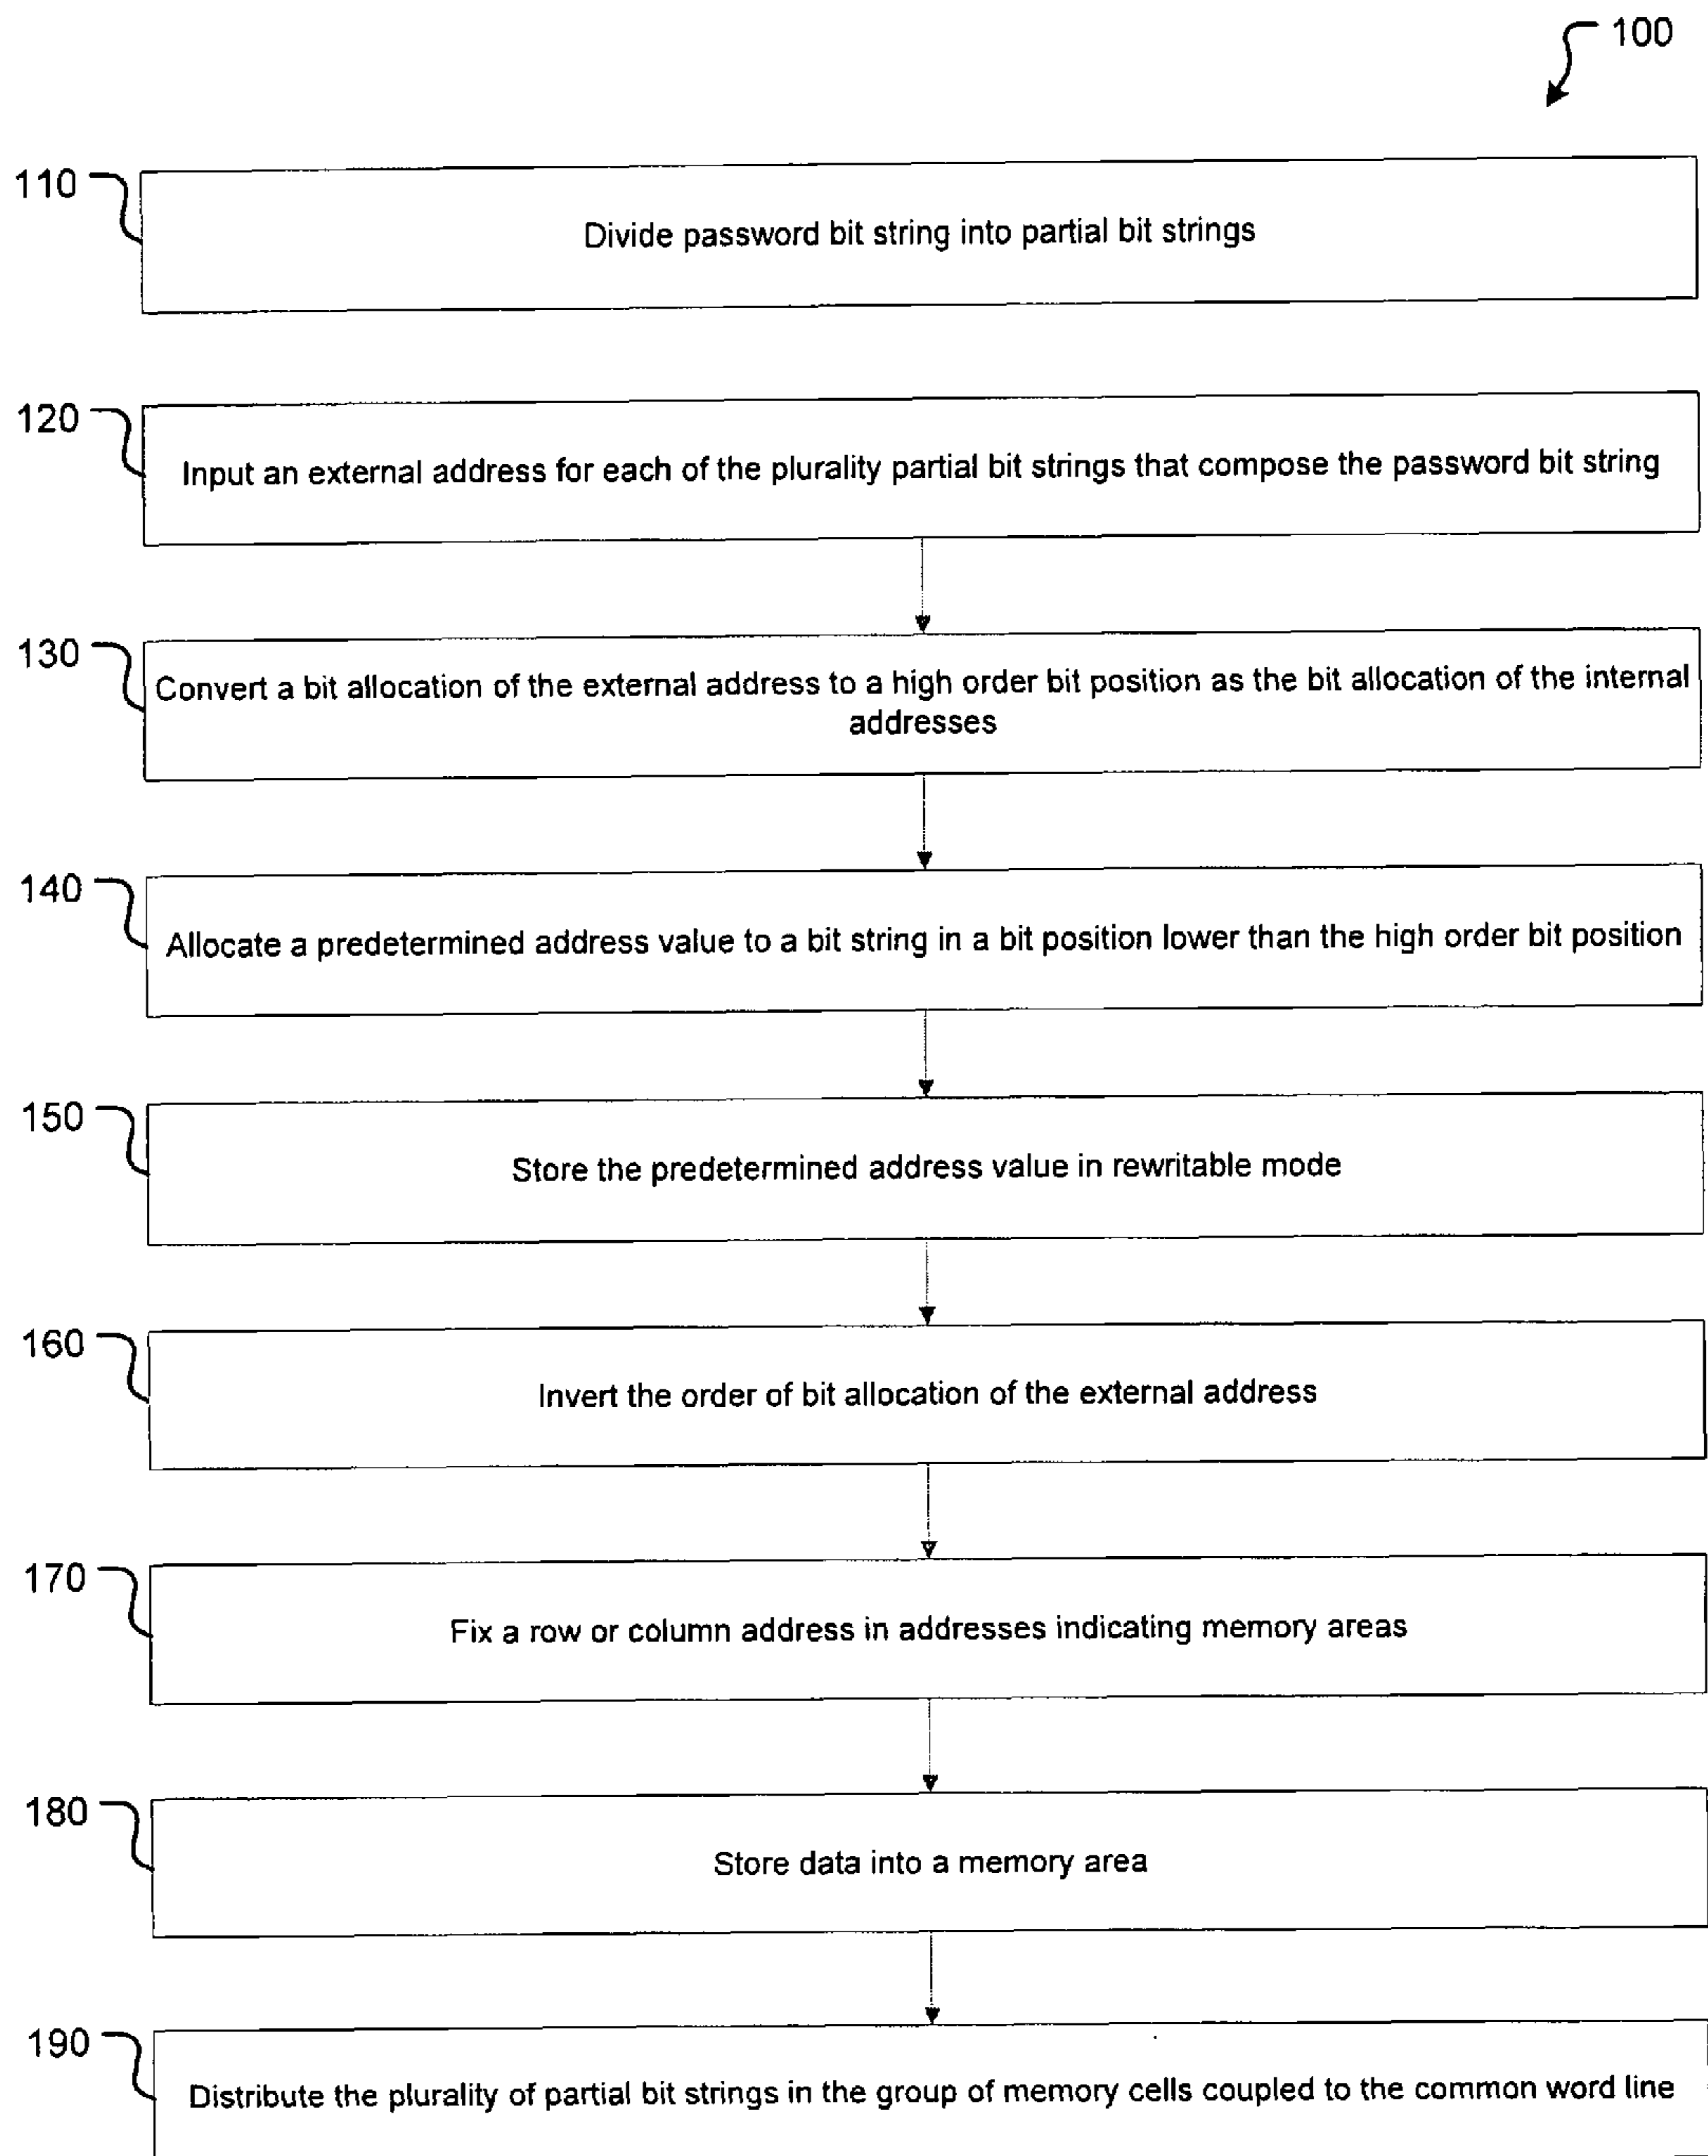 100
110
Divide password bit string into partial bit strings
120
Input an external address for each of the plurality partial bit strings that compose the password bit string
130
Convert a bit allocation of the external address to a high order bit position as the bit allocation of the internal
addresses
140
Allocate a predetermined address value to a bit string in a bit position lower than the high order bit position
150
Store the predetermined address value in rewritable mode
160
Invert the order of bit allocation of the external address
170
Fix a row or column address in addresses indicating memory areas
180
Store data into a memory area
190
Distribute the plurality of partial bit strings in the group of memory cells coupled to the common word line